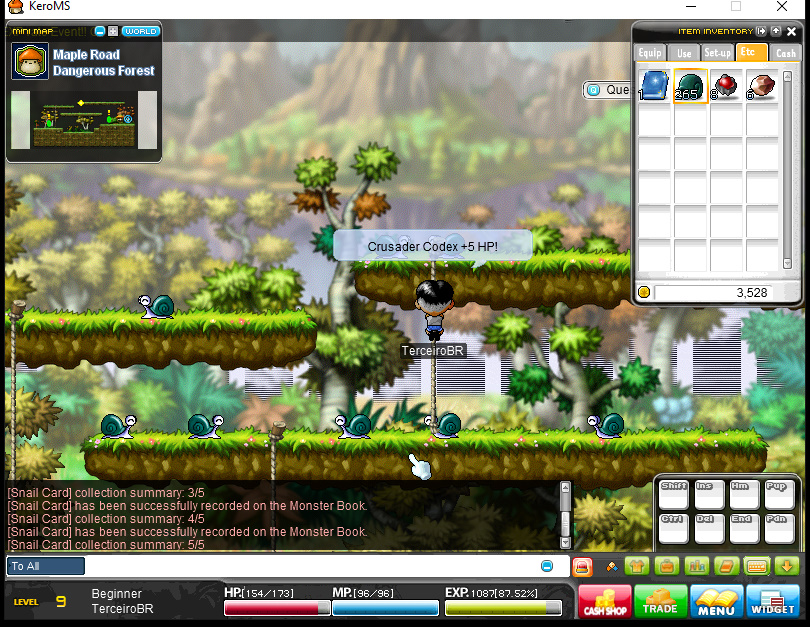 KeroMS
MINI MAP
WORLD
Maple Road
Dangerous Forest
ITEM INVENTORY
Equip
Use
Set-up
Etc
Cash
1
265
8
6
3,528
Ques
Crusader Codex +5 HP!
TerceiroBR
[Snail Card] collection summary: 3/5
[Snail Card] has been successfully recorded on the Monster Book.
[Snail Card] collection summary: 4/5
[Snail Card] has been successfully recorded on the Monster Book.
[Snail Card] collection summary: 5/5
Shift
Ins
Hm
Pup
Ctrl
Del
End
Pdn
To All
LEVEL 9
Beginner
TerceiroBR
HP.[154/173]
MP.[96/96]
EXP.1087[87.52%]
CASH SHOP
TRADE
MENU
WIDGET